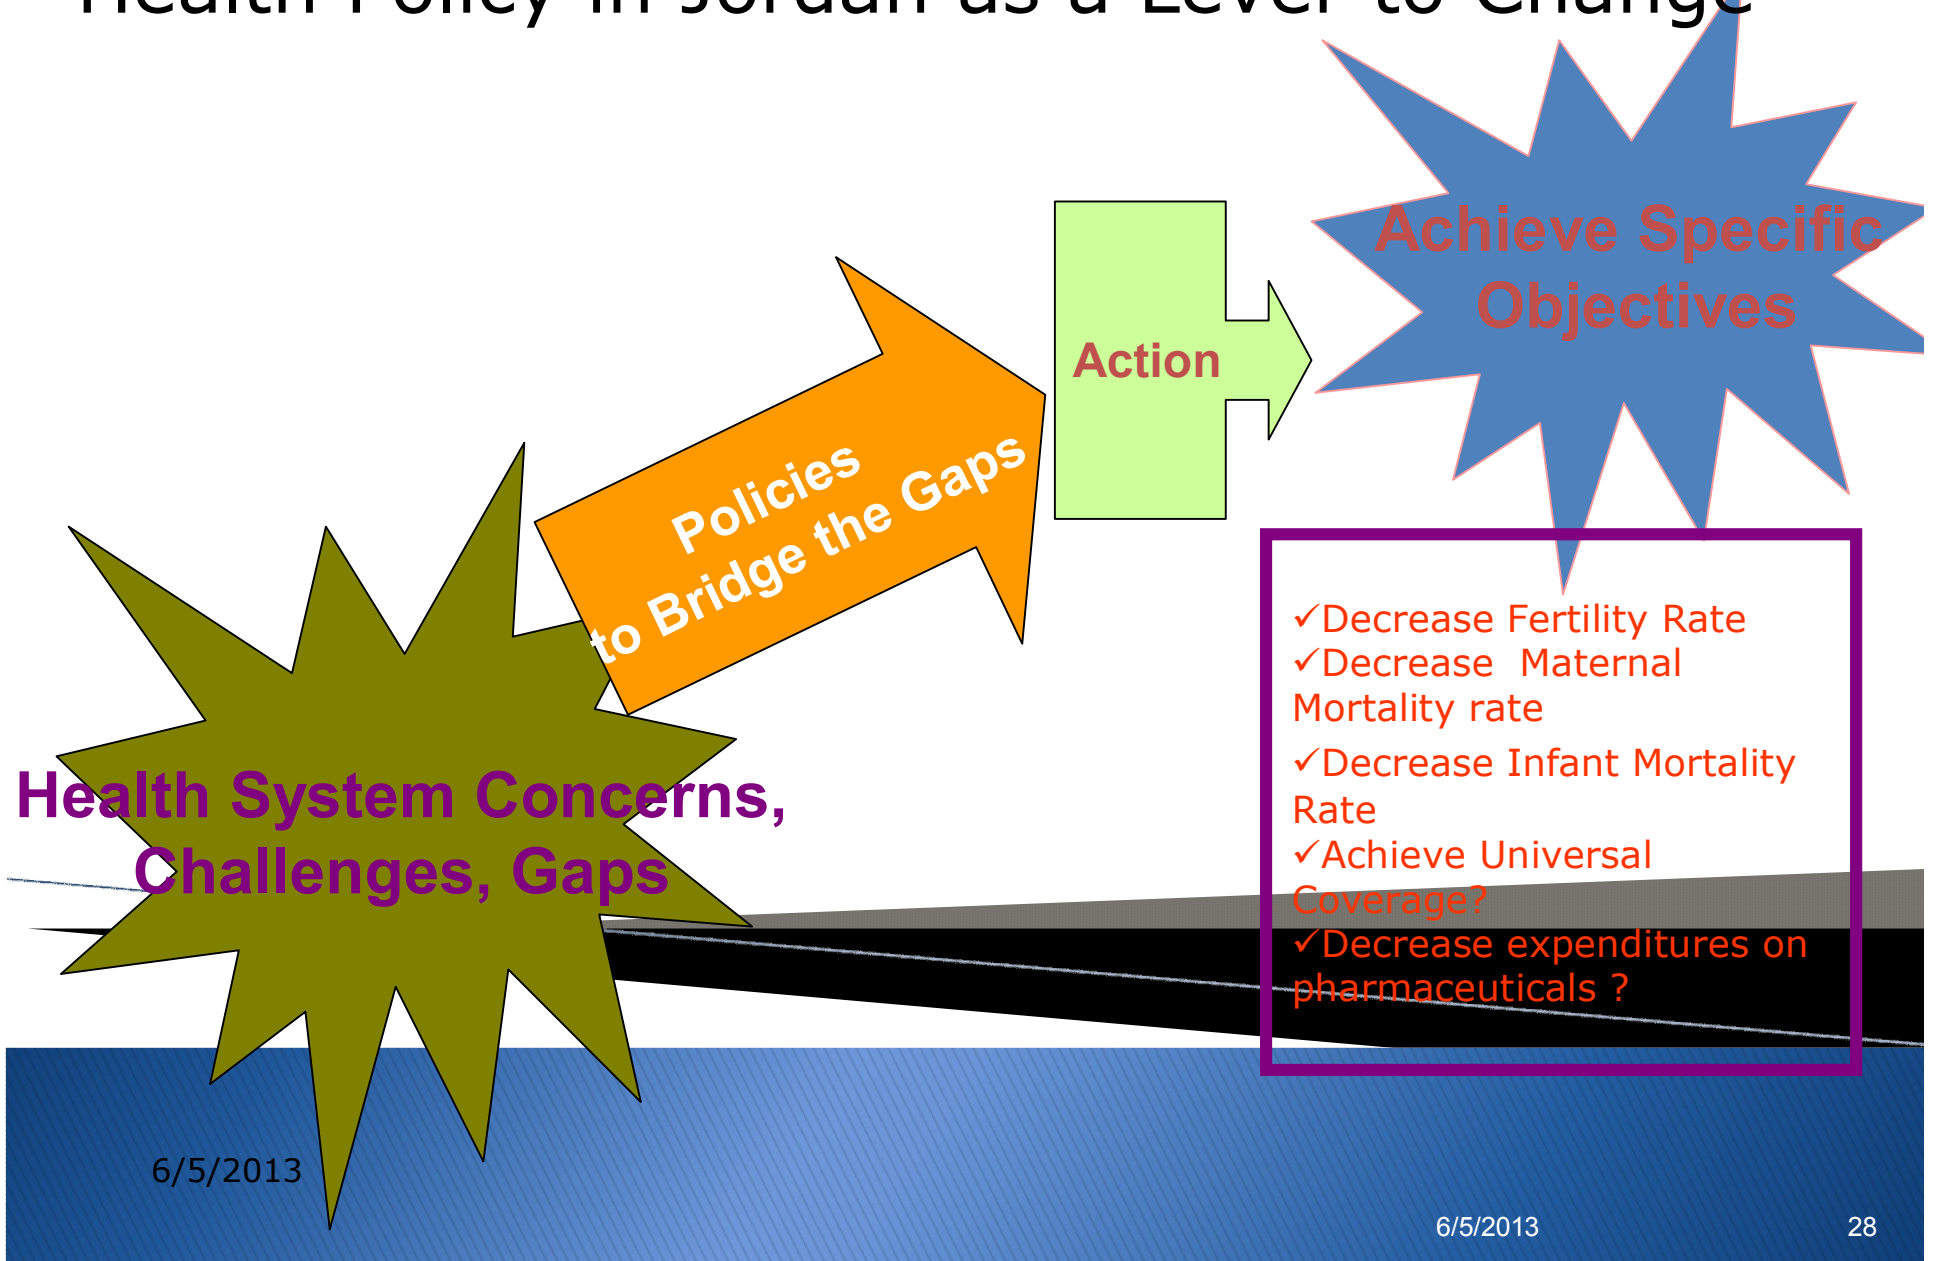 Health Policy in Jordan as a Lever to Change
Achieve Specific
Objectives
Action
Policies
to Bridge the Gaps
Health System Concerns,
Challenges, Gaps
✓Decrease Fertility Rate
✓Decrease  Maternal
Mortality rate
✓Decrease Infant Mortality
Rate
✓Achieve Universal
Coverage?
✓Decrease expenditures on
pharmaceuticals ?
6/5/2013
6/5/2013
28